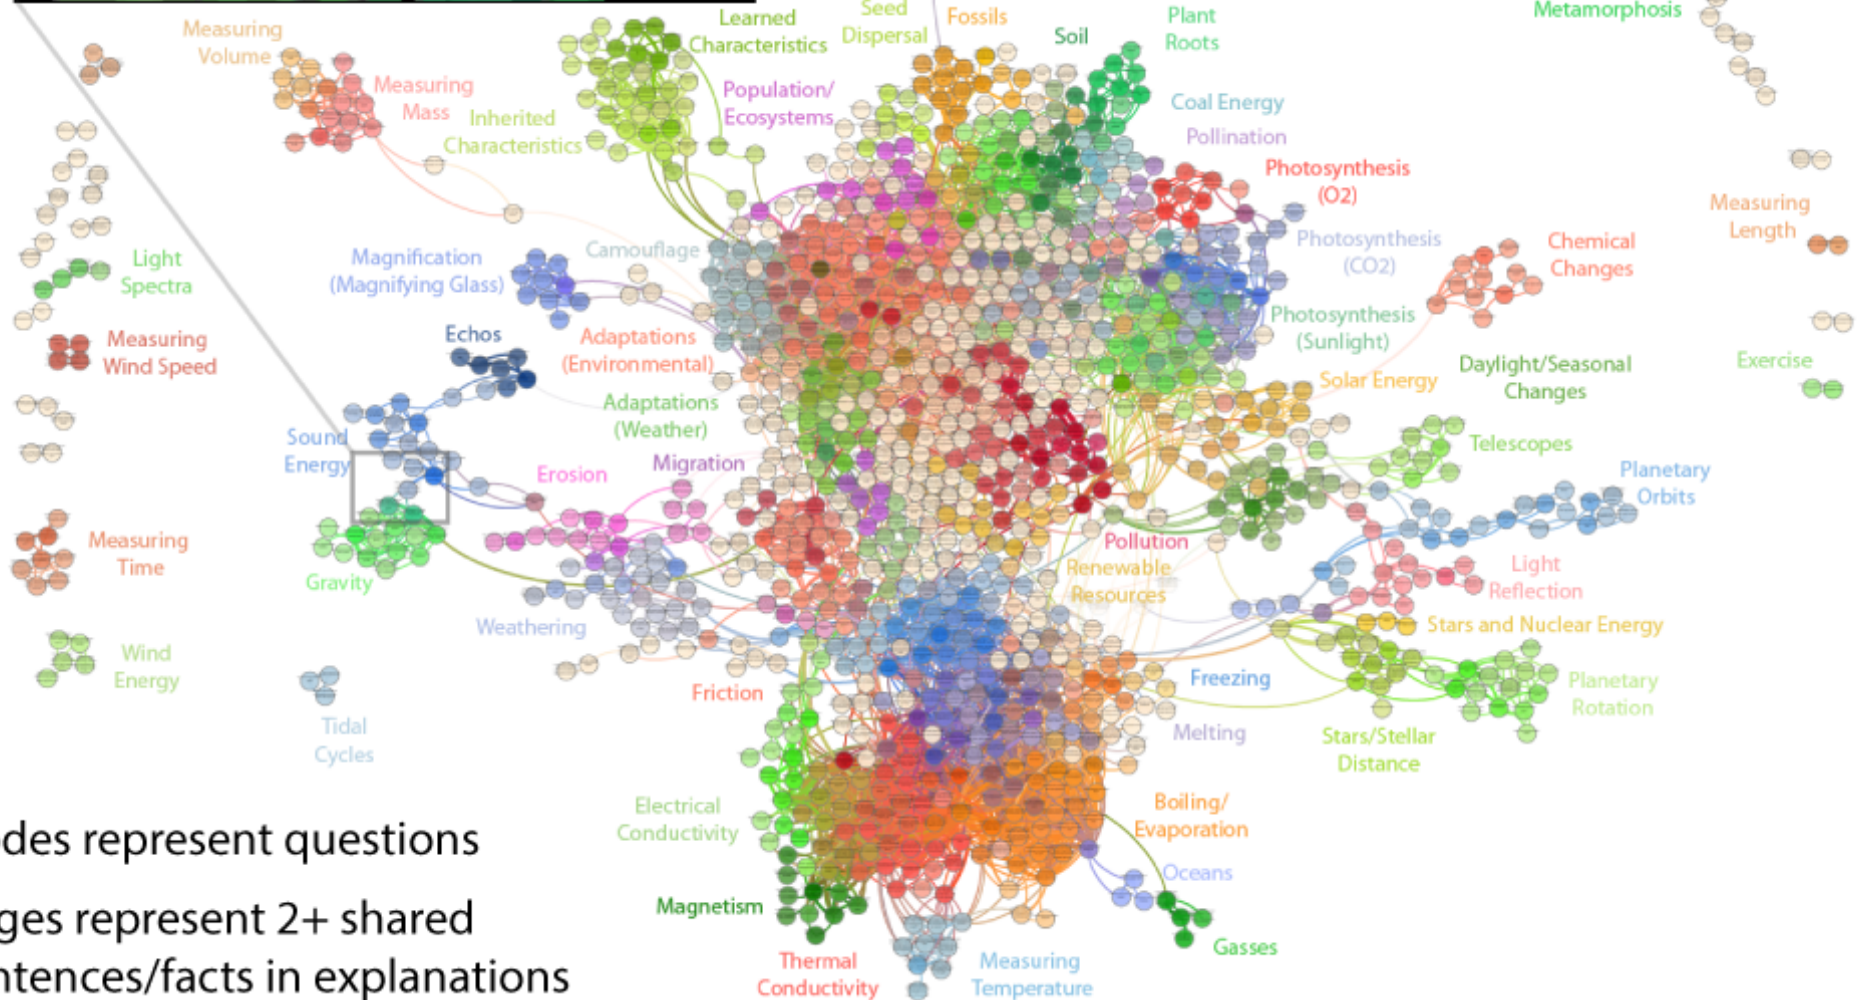 Measuring
Volume
Learned
Characteristics
Seed
Dispersal
Fossils
Soil
Plant
Roots
Metamorphosis
Measuring
Mass
Inherited
Characteristics
Population/
Ecosystems
Coal Energy
Pollination
Photosynthesis
(O2)
Measuring
Length
Light
Spectra
Magnification
(Magnifying Glass)
Camouflage
Photosynthesis
(CO2)
Chemical
Changes
Measuring
Wind Speed
Echos
Adaptations
(Environmental)
Photosynthesis
(Sunlight)
Daylight/Seasonal
Changes
Exercise
Solar Energy
Adaptations
(Weather)
Sound
Energy
Erosion
Migration
Telescopes
Planetary
Orbits
Measuring
Time
Gravity
Pollution
Renewable
Resources
Light
Reflection
Weathering
Stars and Nuclear Energy
Wind
Energy
Tidal
Cycles
Friction
Freezing
Melting
Planetary
Rotation
Stars/Stellar
Distance
Electrical
Conductivity
Boiling/
Evaporation
Oceans
Magnetism
Gasses
Thermal
Conductivity
Measuring
Temperature
des represent questions
ges represent 2+ shared
ntences/facts in explanations